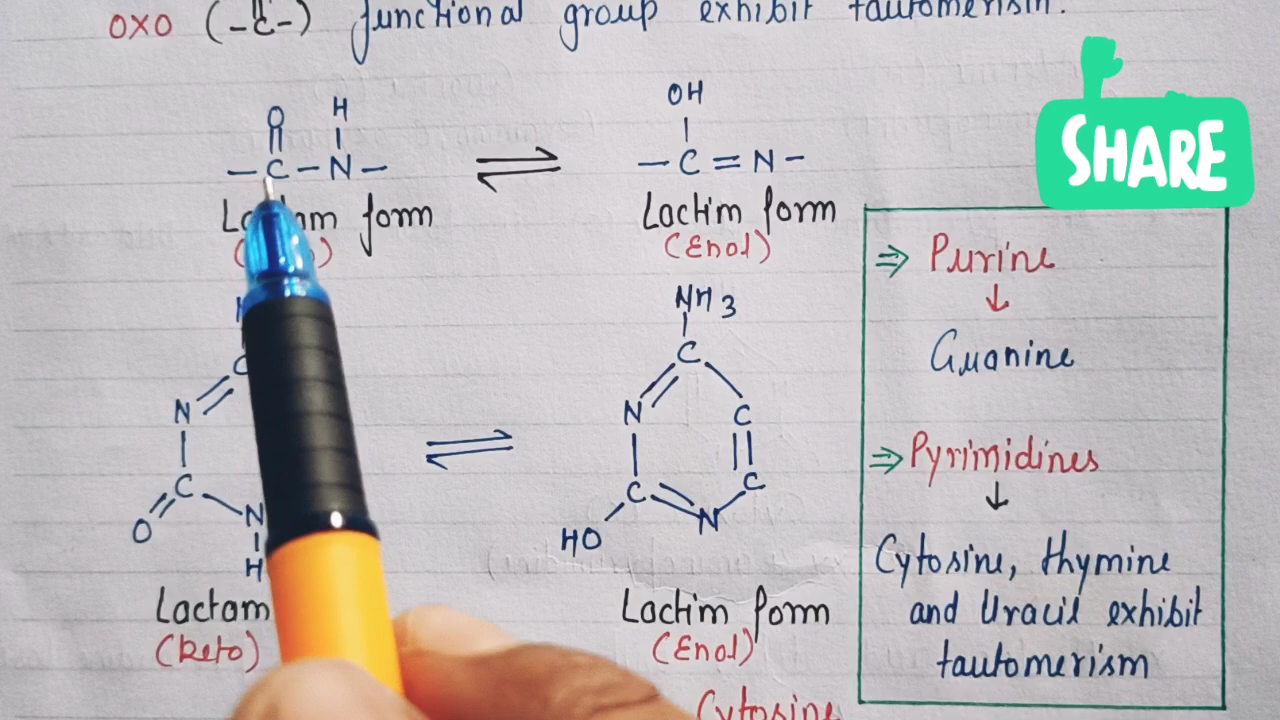 OXO (-C-) functional group exhibit tautomerism.
O H
-C-N-
OH
-C=N-
form
Lactim form
(Enol)
SHARE
⇒ Purine
↓
Guanine
⇒ Pyrimidines
↓
Cytosine, thymine
and Uracil exhibit
tautomerism
N
C
O
N
H
Lactam
(Keto)
NH3
C
N C
C C
HO N
Lactim form
(Enol)
Cytosine